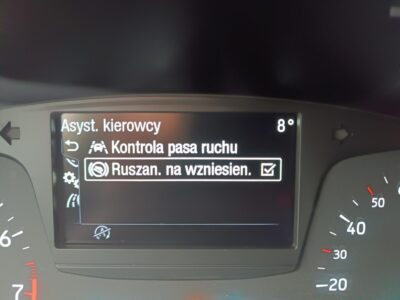 Asyst. kierowcy 8°
Kontrola pasa ruchu
Ruszan. na wzniesien.
6
7
50
40
30
20